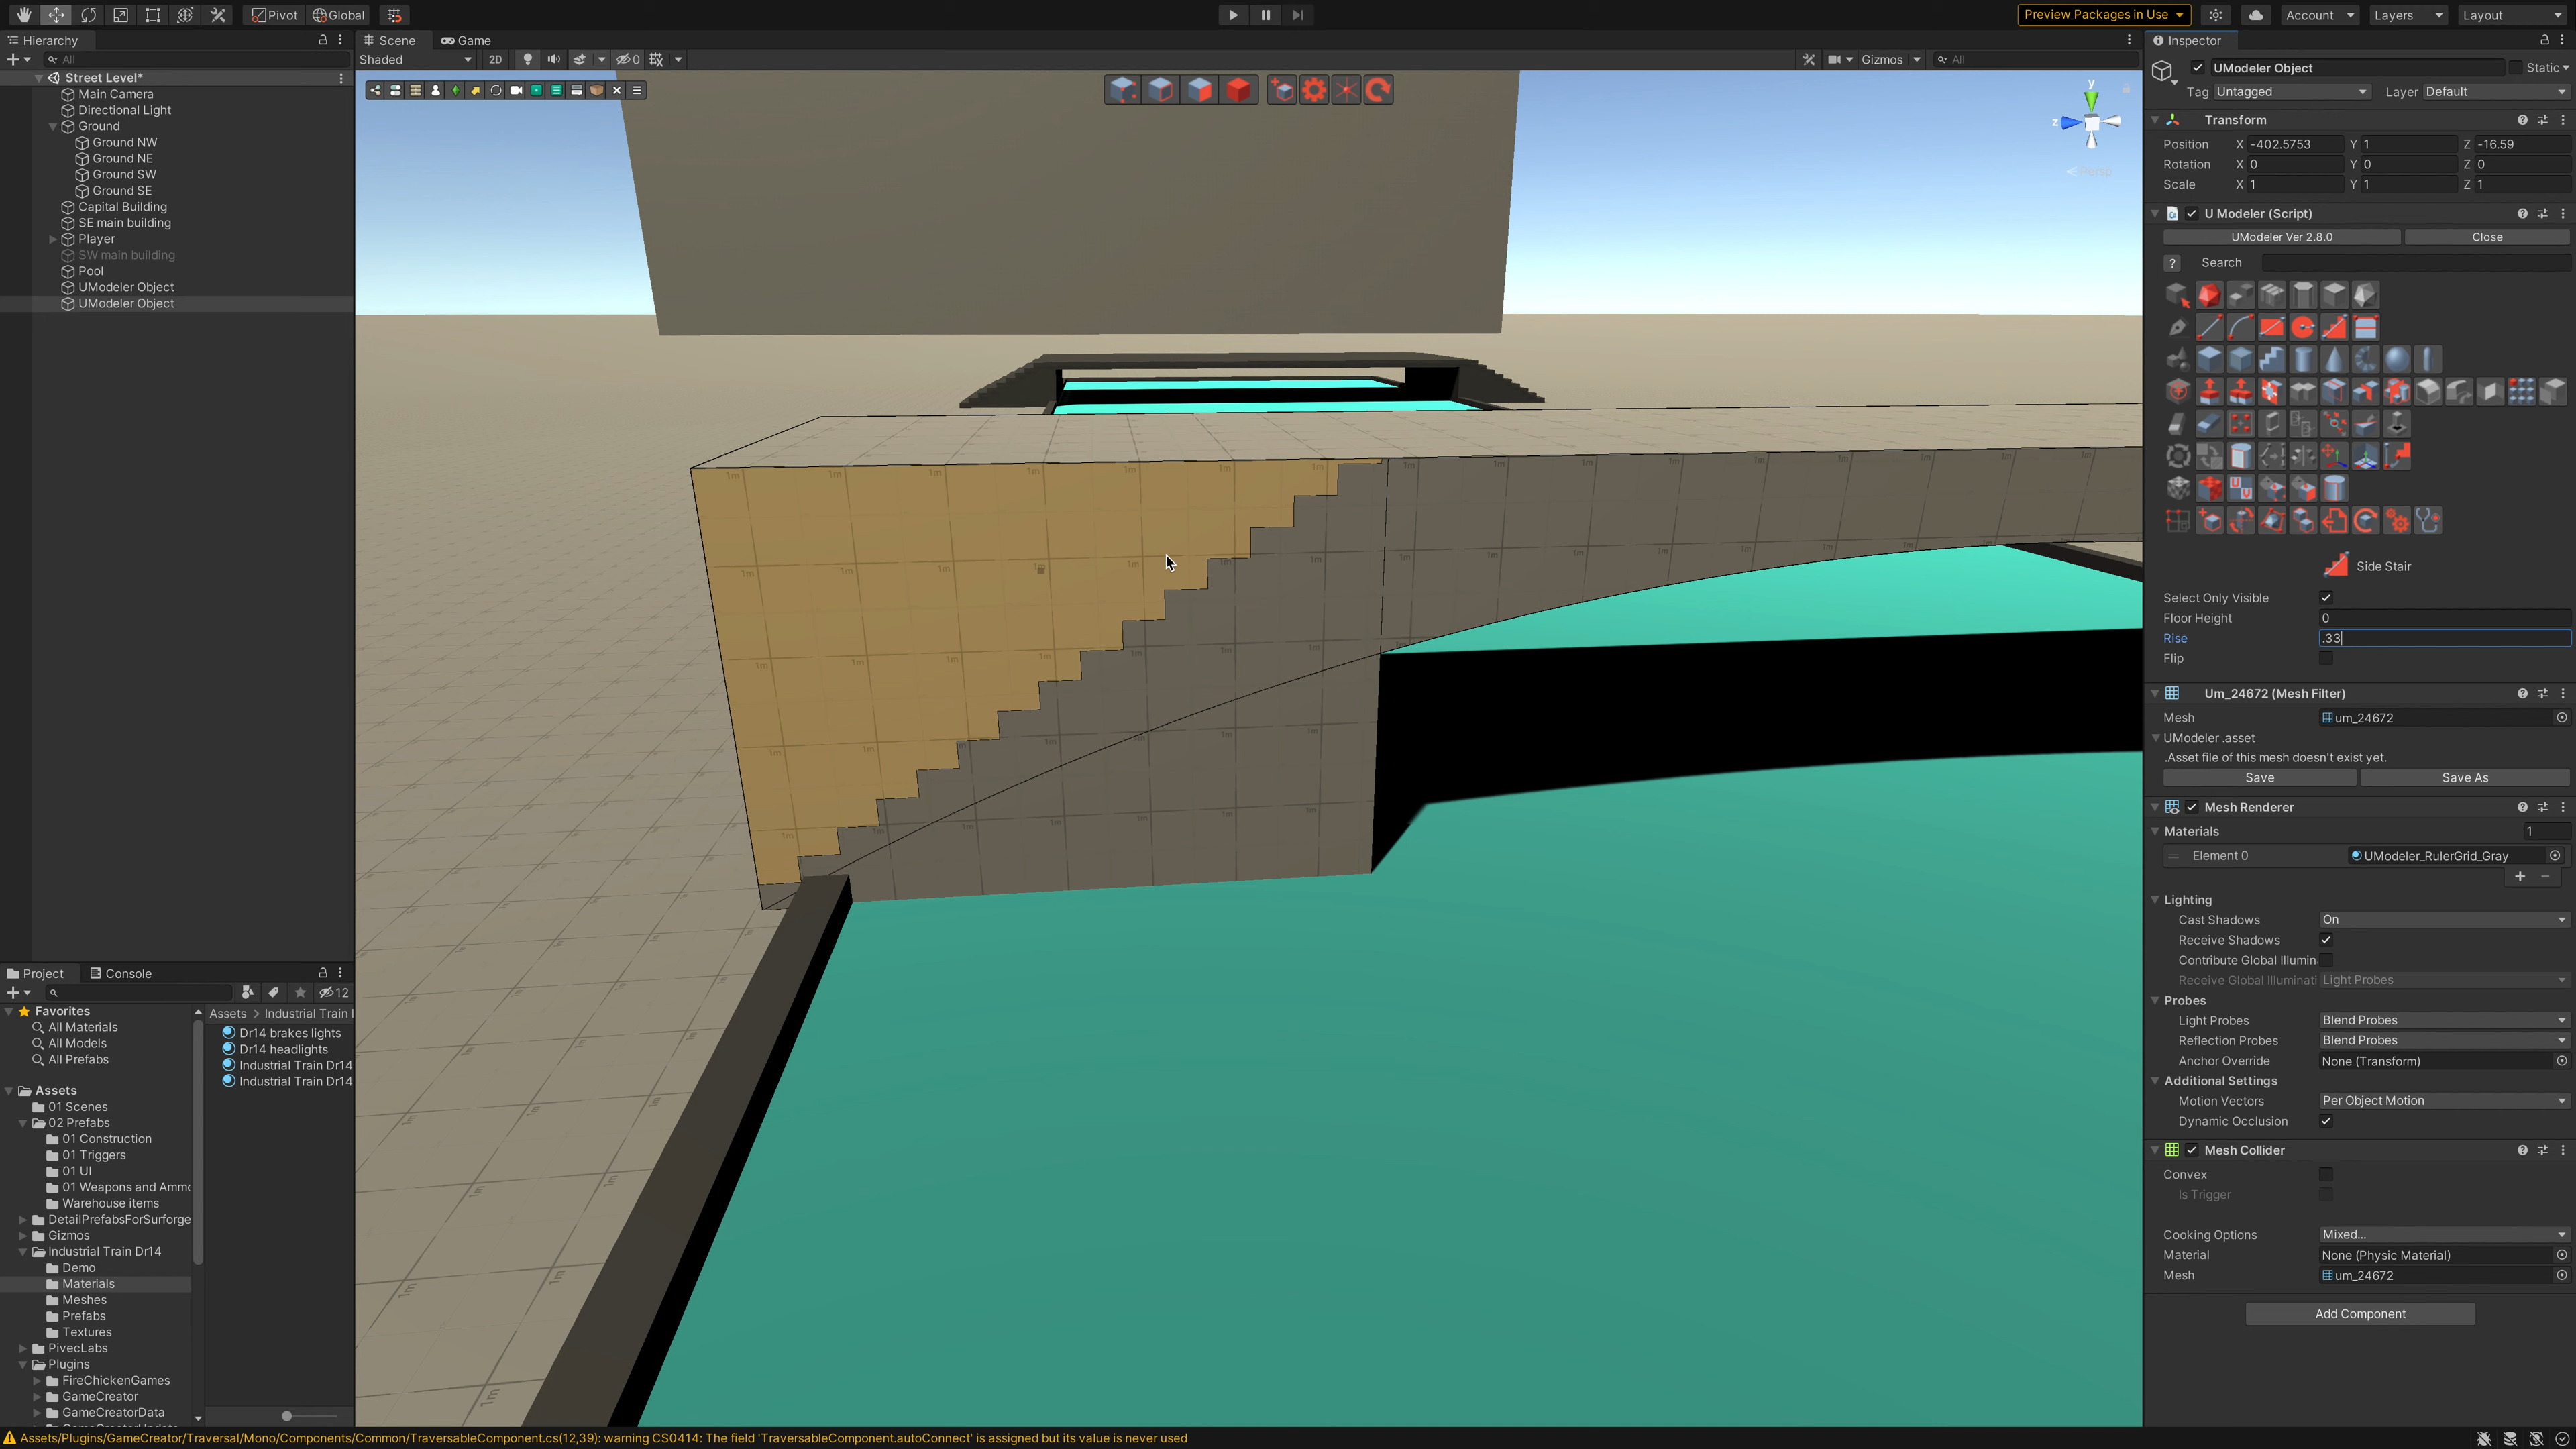 Pivot Global
Preview Packages in Use
Account Layers Layout
Hierarchy
All
Street Level*
Main Camera
Directional Light
Ground
Ground NW
Ground NE
Ground SW
Ground SE
Capital Building
SE main building
Player
SW main building
Pool
UModeler Object
UModeler Object
Scene Game
Shaded 2D 0 Gizmos All
y
z
Persp
Inspector
UModeler Object Static
Tag Untagged Layer Default
Transform
Position X -402.5753 Y 1 Z -16.59
Rotation X 0 Y 0 Z 0
Scale X 1 Y 1 Z 1
U Modeler (Script)
UModeler Ver 2.8.0 Close
? Search
Side Stair
Select Only Visible
Floor Height 0
Rise .33
Flip
Um_24672 (Mesh Filter)
Mesh um_24672
UModeler .asset
.Asset file of this mesh doesn't exist yet.
Save Save As
Mesh Renderer
Materials 1
Element 0 UModeler_RulerGrid_Gray
Lighting
Cast Shadows On
Receive Shadows
Contribute Global Illumin
Receive Global Illuminati Light Probes
Probes
Light Probes Blend Probes
Reflection Probes Blend Probes
Anchor Override None (Transform)
Additional Settings
Motion Vectors Per Object Motion
Dynamic Occlusion
Mesh Collider
Convex
Is Trigger
Cooking Options Mixed...
Material None (Physic Material)
Mesh um_24672
Add Component
Project Console
12
Favorites
All Materials
All Models
All Prefabs
Assets
01 Scenes
02 Prefabs
01 Construction
01 Triggers
01 UI
01 Weapons and Ammo
Warehouse items
DetailPrefabsForSurforge
Gizmos
Industrial Train Dr14
Demo
Materials
Meshes
Prefabs
Textures
PivecLabs
Plugins
FireChickenGames
GameCreator
GameCreatorData
Assets > Industrial Train
Dr14 brakes lights
Dr14 headlights
Industrial Train Dr14
Industrial Train Dr14
Assets/Plugins/GameCreator/Traversal/Mono/Components/Common/TraversableComponent.cs(12,39): warning CS0414: The field 'TraversableComponent.autoConnect' is assigned but its value is never used